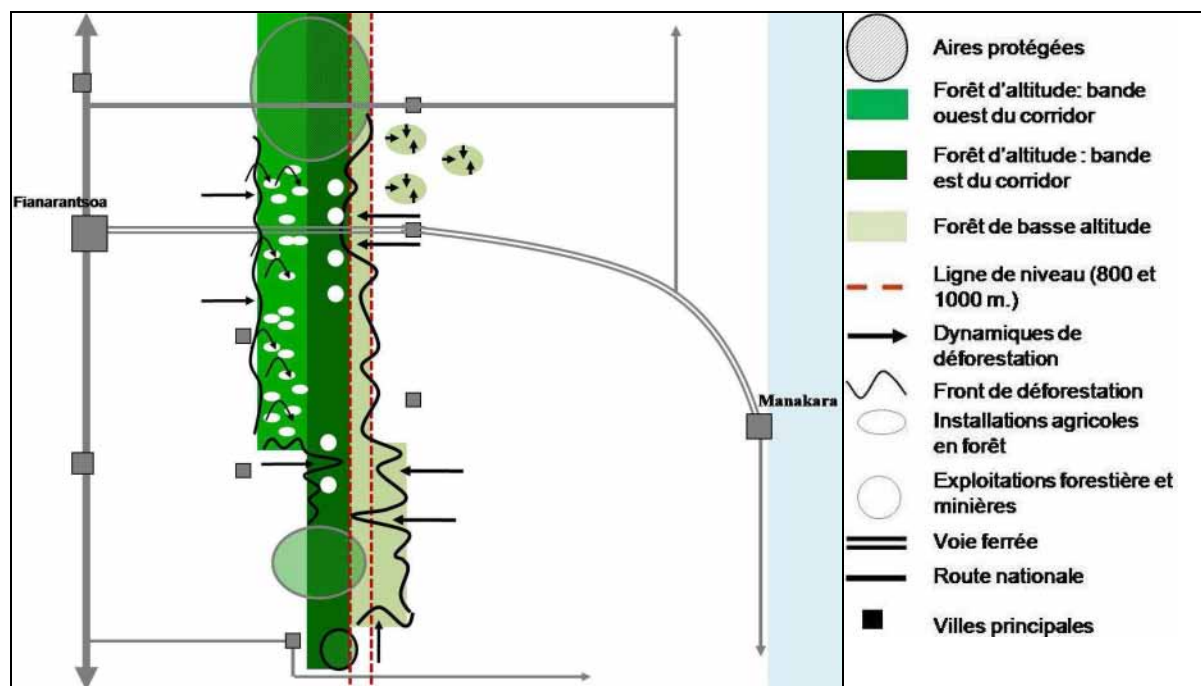 Fianarantsoa
Manakara
Aires protégées
Forêt d'altitude: bande
ouest du corridor
Forêt d'altitude : bande
est du corridor
Forêt de basse altitude
Ligne de niveau (800 et
1000 m.)
Dynamiques de
déforestation
Front de déforestation
Installations agricoles
en forêt
Exploitations forestière et
minières
Voie ferrée
Route nationale
Villes principales